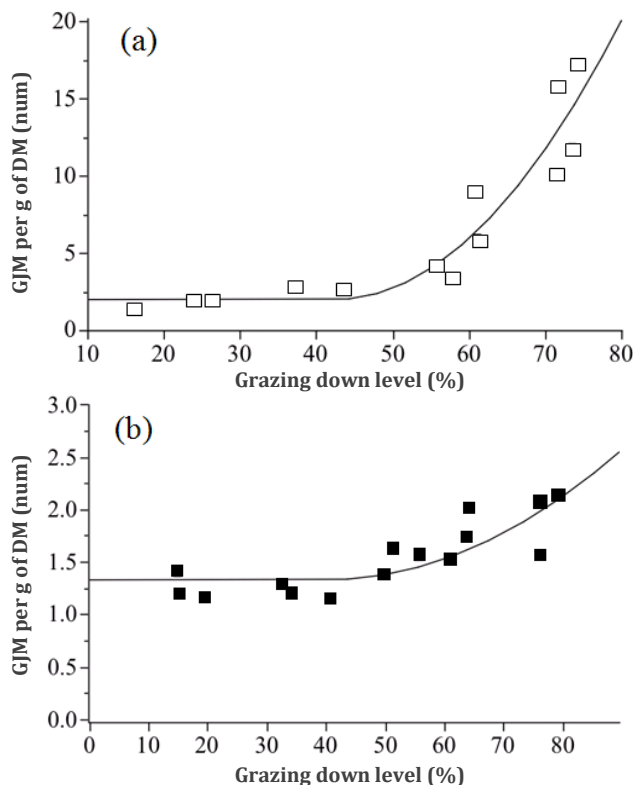 (a)
GJM per g of DM (num)
20
15
10
5
0
10 20 30 40 50 60 70 80
Grazing down level (%)
(b)
GJM per g of DM (num)
3.0
2.5
2.0
1.5
1.0
0.5
0.0
0 10 20 30 40 50 60 70 80
Grazing down level (%)